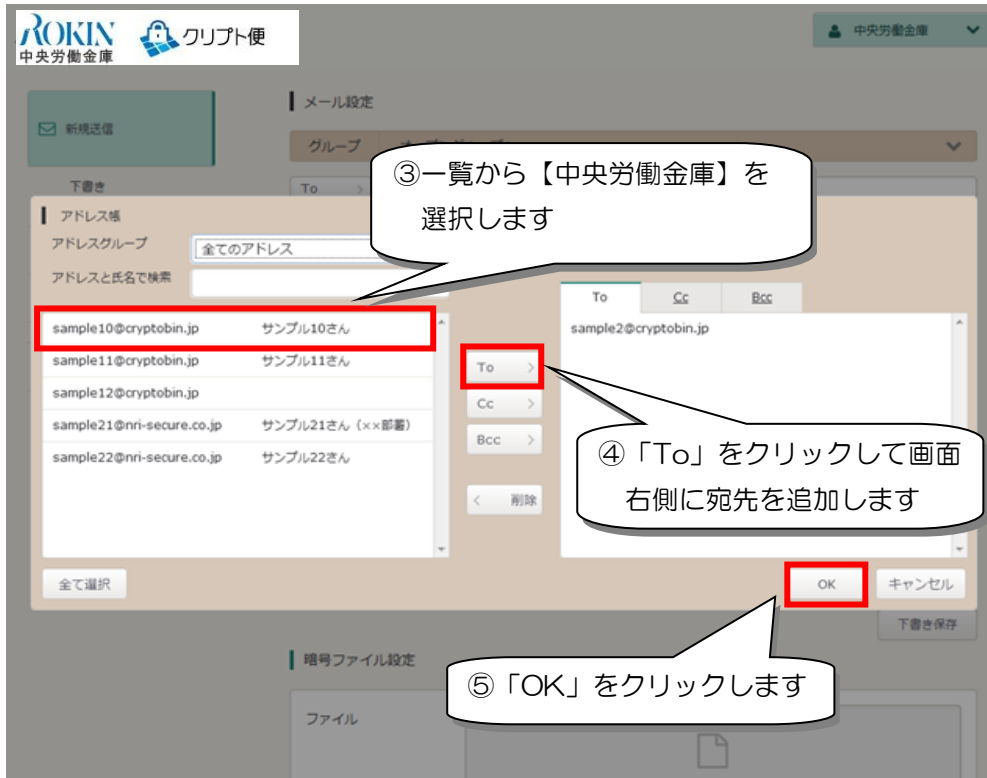 ROKIN
中央労働金庫
クリプト便
中央労働金庫
新規送信
メール設定
グループ
下書き
To >
③一覧から【中央労働金庫】を
選択します
アドレス帳
アドレスグループ
全てのアドレス
アドレスと氏名で検索
To Cc Bcc
sample10@cryptobin.jp サンプル10さん
sample2@cryptobin.jp
sample11@cryptobin.jp サンプル11さん
To >
sample12@cryptobin.jp
Cc >
sample21@nri-secure.co.jp サンプル21さん（××部署）
Bcc >
sample22@nri-secure.co.jp サンプル22さん
④「To」をクリックして画面
右側に宛先を追加します
< 削除
全て選択
OK
キャンセル
下書き保存
暗号ファイル設定
⑤「OK」をクリックします
ファイル